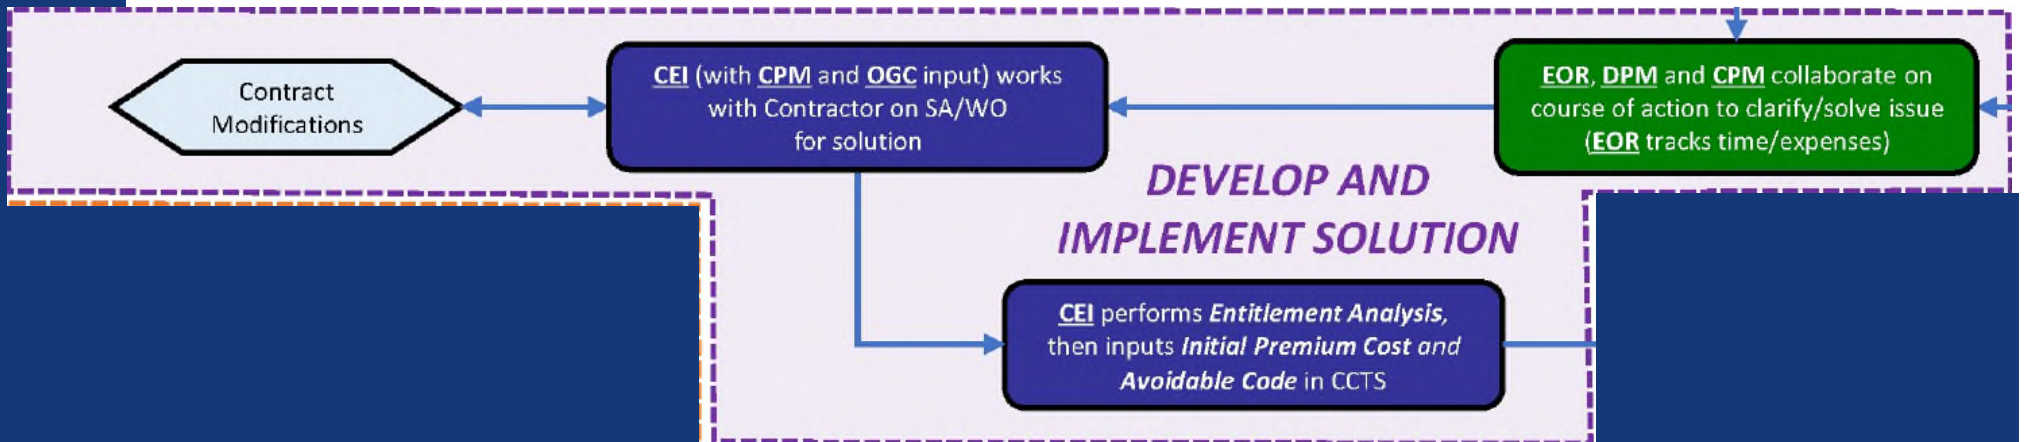 Contract
Modifications
CEI (with CPM and OGC input) works
with Contractor on SA/WO
for solution
EOR, DPM and CPM collaborate on
course of action to clarify/solve issue
(EOR tracks time/expenses)
DEVELOP AND
IMPLEMENT SOLUTION
CEI performs Entitlement Analysis,
then inputs Initial Premium Cost and
Avoidable Code in CCTS